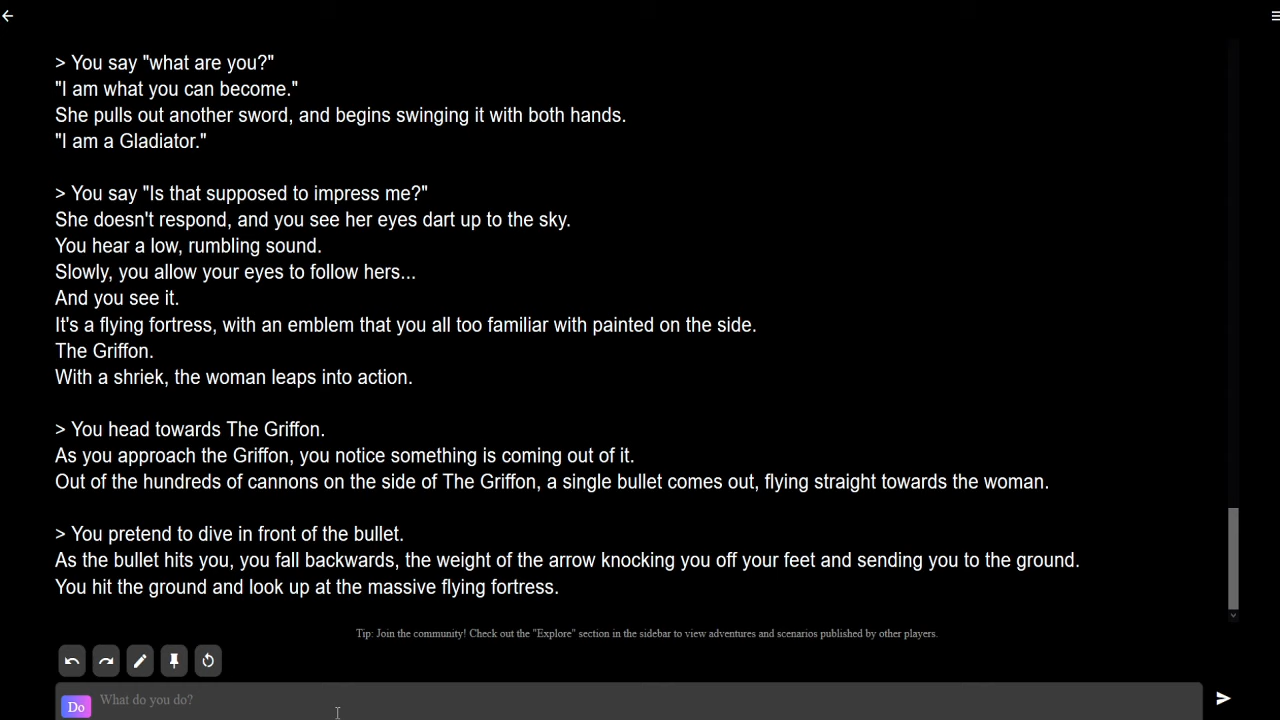 > You say "what are you?"
"I am what you can become."
She pulls out another sword, and begins swinging it with both hands.
"I am a Gladiator."
> You say "Is that supposed to impress me?"
She doesn't respond, and you see her eyes dart up to the sky.
You hear a low, rumbling sound.
Slowly, you allow your eyes to follow hers...
And you see it.
It's a flying fortress, with an emblem that you all too familiar with painted on the side.
The Griffon.
With a shriek, the woman leaps into action.
> You head towards The Griffon.
As you approach the Griffon, you notice something is coming out of it.
Out of the hundreds of cannons on the side of The Griffon, a single bullet comes out, flying straight towards the woman.
> You pretend to dive in front of the bullet.
As the bullet hits you, you fall backwards, the weight of the arrow knocking you off your feet and sending you to the ground.
You hit the ground and look up at the massive flying fortress.
Tip: Join the community! Check out the "Explore" section in the sidebar to view adventures and scenarios published by other players.
Do What do you do?